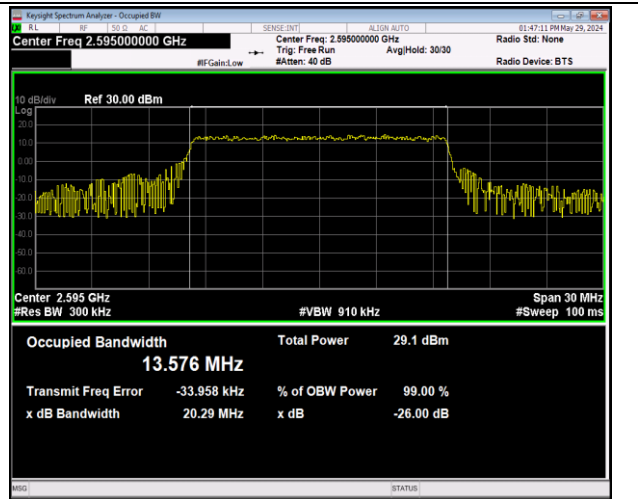 Keysight Spectrum Analyzer - Occupied BW
RL RF 50 Ω AC SENSE:INT ALIGN AUTO 01:47:11 PM May 29, 2024
Center Freq 2.595000000 GHz Center Freq: 2.595000000 GHz Radio Std: None
Trig: Free Run Avg|Hold: 30/30
#IFGain:Low #Atten: 40 dB Radio Device: BTS
10 dB/div Ref 30.00 dBm
Log
20.0
10.0
0.00
-10.0
-20.0
-30.0
-40.0
-50.0
-60.0
Center 2.595 GHz Span 30 MHz
#Res BW 300 kHz #VBW 910 kHz #Sweep 100 ms
Occupied Bandwidth Total Power 29.1 dBm
13.576 MHz
Transmit Freq Error -33.958 kHz % of OBW Power 99.00 %
x dB Bandwidth 20.29 MHz x dB -26.00 dB
MSG STATUS